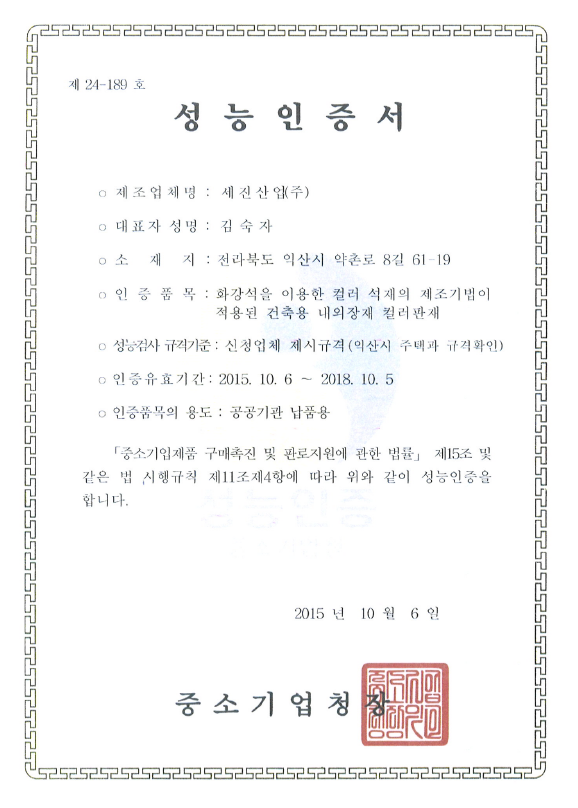 제 24-189 호
성능인증서
○ 제조업체명 : 세진산업(주)
○ 대표자 성명 : 김숙자
○ 소 재 지 : 전라북도 익산시 약촌로 8길 61-19
○ 인증품목 : 화강석을 이용한 컬러 석재의 제조기법이
적용된 건축용 내외장재 컬러판재
○ 성능검사 규격기준 : 신청업체 제시규격(익산시 주택과 규격확인)
○ 인증유효기간 : 2015. 10. 6 ~ 2018. 10. 5
○ 인증품목의 용도 : 공공기관 납품용
「중소기업제품 구매촉진 및 판로지원에 관한 법률」 제15조 및
같은 법 시행규칙 제11조제4항에 따라 위와 같이 성능인증을
합니다.
성능인증
2015 년 10 월 6 일
중소기업청장